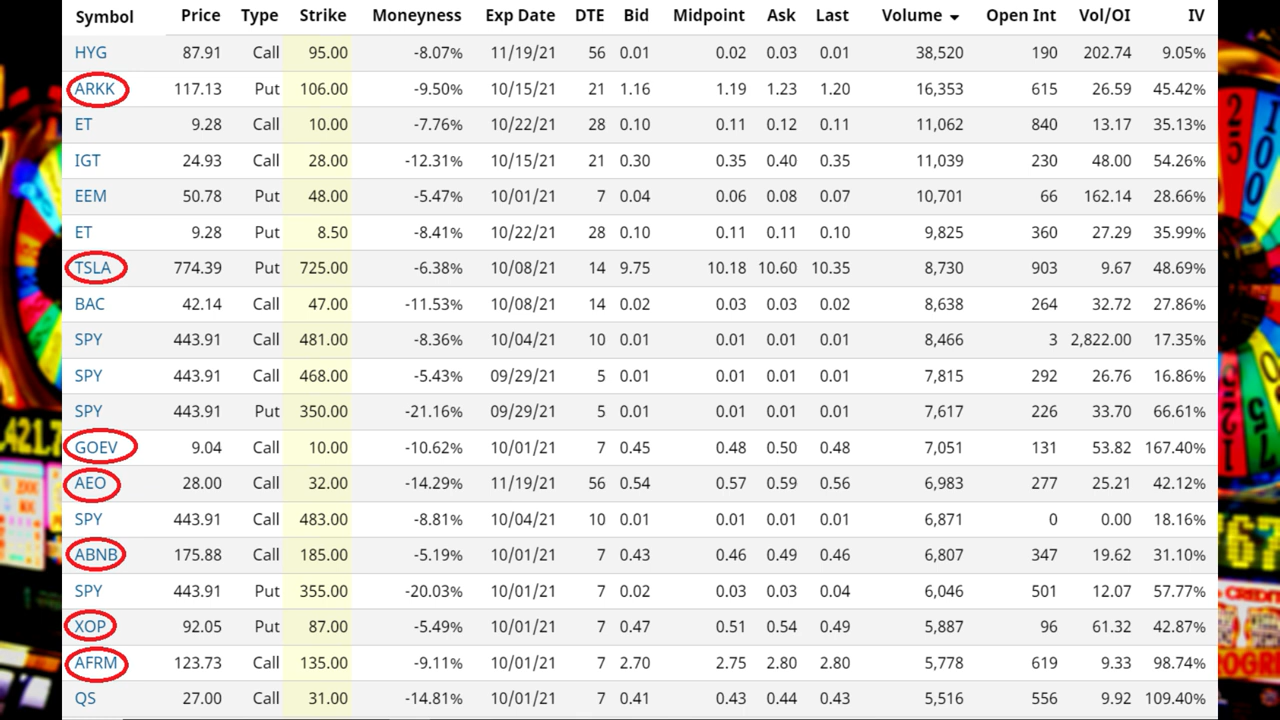 Symbol Price Type Strike Moneyness Exp Date DTE Bid Midpoint Ask Last Volume Open Int Vol/OI IV
HYG 87.91 Call 95.00 -8.07% 11/19/21 56 0.01 0.02 0.03 0.01 38,520 190 202.74 9.05%
ARKK 117.13 Put 106.00 -9.50% 10/15/21 21 1.16 1.19 1.23 1.20 16,353 615 26.59 45.42%
ET 9.28 Call 10.00 -7.76% 10/22/21 28 0.10 0.11 0.12 0.11 11,062 840 13.17 35.13%
IGT 24.93 Call 28.00 -12.31% 10/15/21 21 0.30 0.35 0.40 0.35 11,039 230 48.00 54.26%
EEM 50.78 Put 48.00 -5.47% 10/01/21 7 0.04 0.06 0.08 0.07 10,701 66 162.14 28.66%
ET 9.28 Put 8.50 -8.41% 10/22/21 28 0.10 0.11 0.11 0.10 9,825 360 27.29 35.99%
TSLA 774.39 Put 725.00 -6.38% 10/08/21 14 9.75 10.18 10.60 10.35 8,730 903 9.67 48.69%
BAC 42.14 Call 47.00 -11.53% 10/08/21 14 0.02 0.03 0.03 0.02 8,638 264 32.72 27.86%
SPY 443.91 Call 481.00 -8.36% 10/04/21 10 0.01 0.01 0.01 0.01 8,466 3 2,822.00 17.35%
SPY 443.91 Call 468.00 -5.43% 09/29/21 5 0.01 0.01 0.01 0.01 7,815 292 26.76 16.86%
SPY 443.91 Put 350.00 -21.16% 09/29/21 5 0.01 0.01 0.01 0.01 7,617 226 33.70 66.61%
GOEV 9.04 Call 10.00 -10.62% 10/01/21 7 0.45 0.48 0.50 0.48 7,051 131 53.82 167.40%
AEO 28.00 Call 32.00 -14.29% 11/19/21 56 0.54 0.57 0.59 0.56 6,983 277 25.21 42.12%
SPY 443.91 Call 483.00 -8.81% 10/04/21 10 0.01 0.01 0.01 0.01 6,871 0 0.00 18.16%
ABNB 175.88 Call 185.00 -5.19% 10/01/21 7 0.43 0.46 0.49 0.46 6,807 347 19.62 31.10%
SPY 443.91 Put 355.00 -20.03% 10/01/21 7 0.02 0.03 0.03 0.04 6,046 501 12.07 57.77%
XOP 92.05 Put 87.00 -5.49% 10/01/21 7 0.47 0.51 0.54 0.49 5,887 96 61.32 42.87%
AFRM 123.73 Call 135.00 -9.11% 10/01/21 7 2.70 2.75 2.80 2.80 5,778 619 9.33 98.74%
QS 27.00 Call 31.00 -14.81% 10/01/21 7 0.41 0.43 0.44 0.43 5,516 556 9.92 109.40%